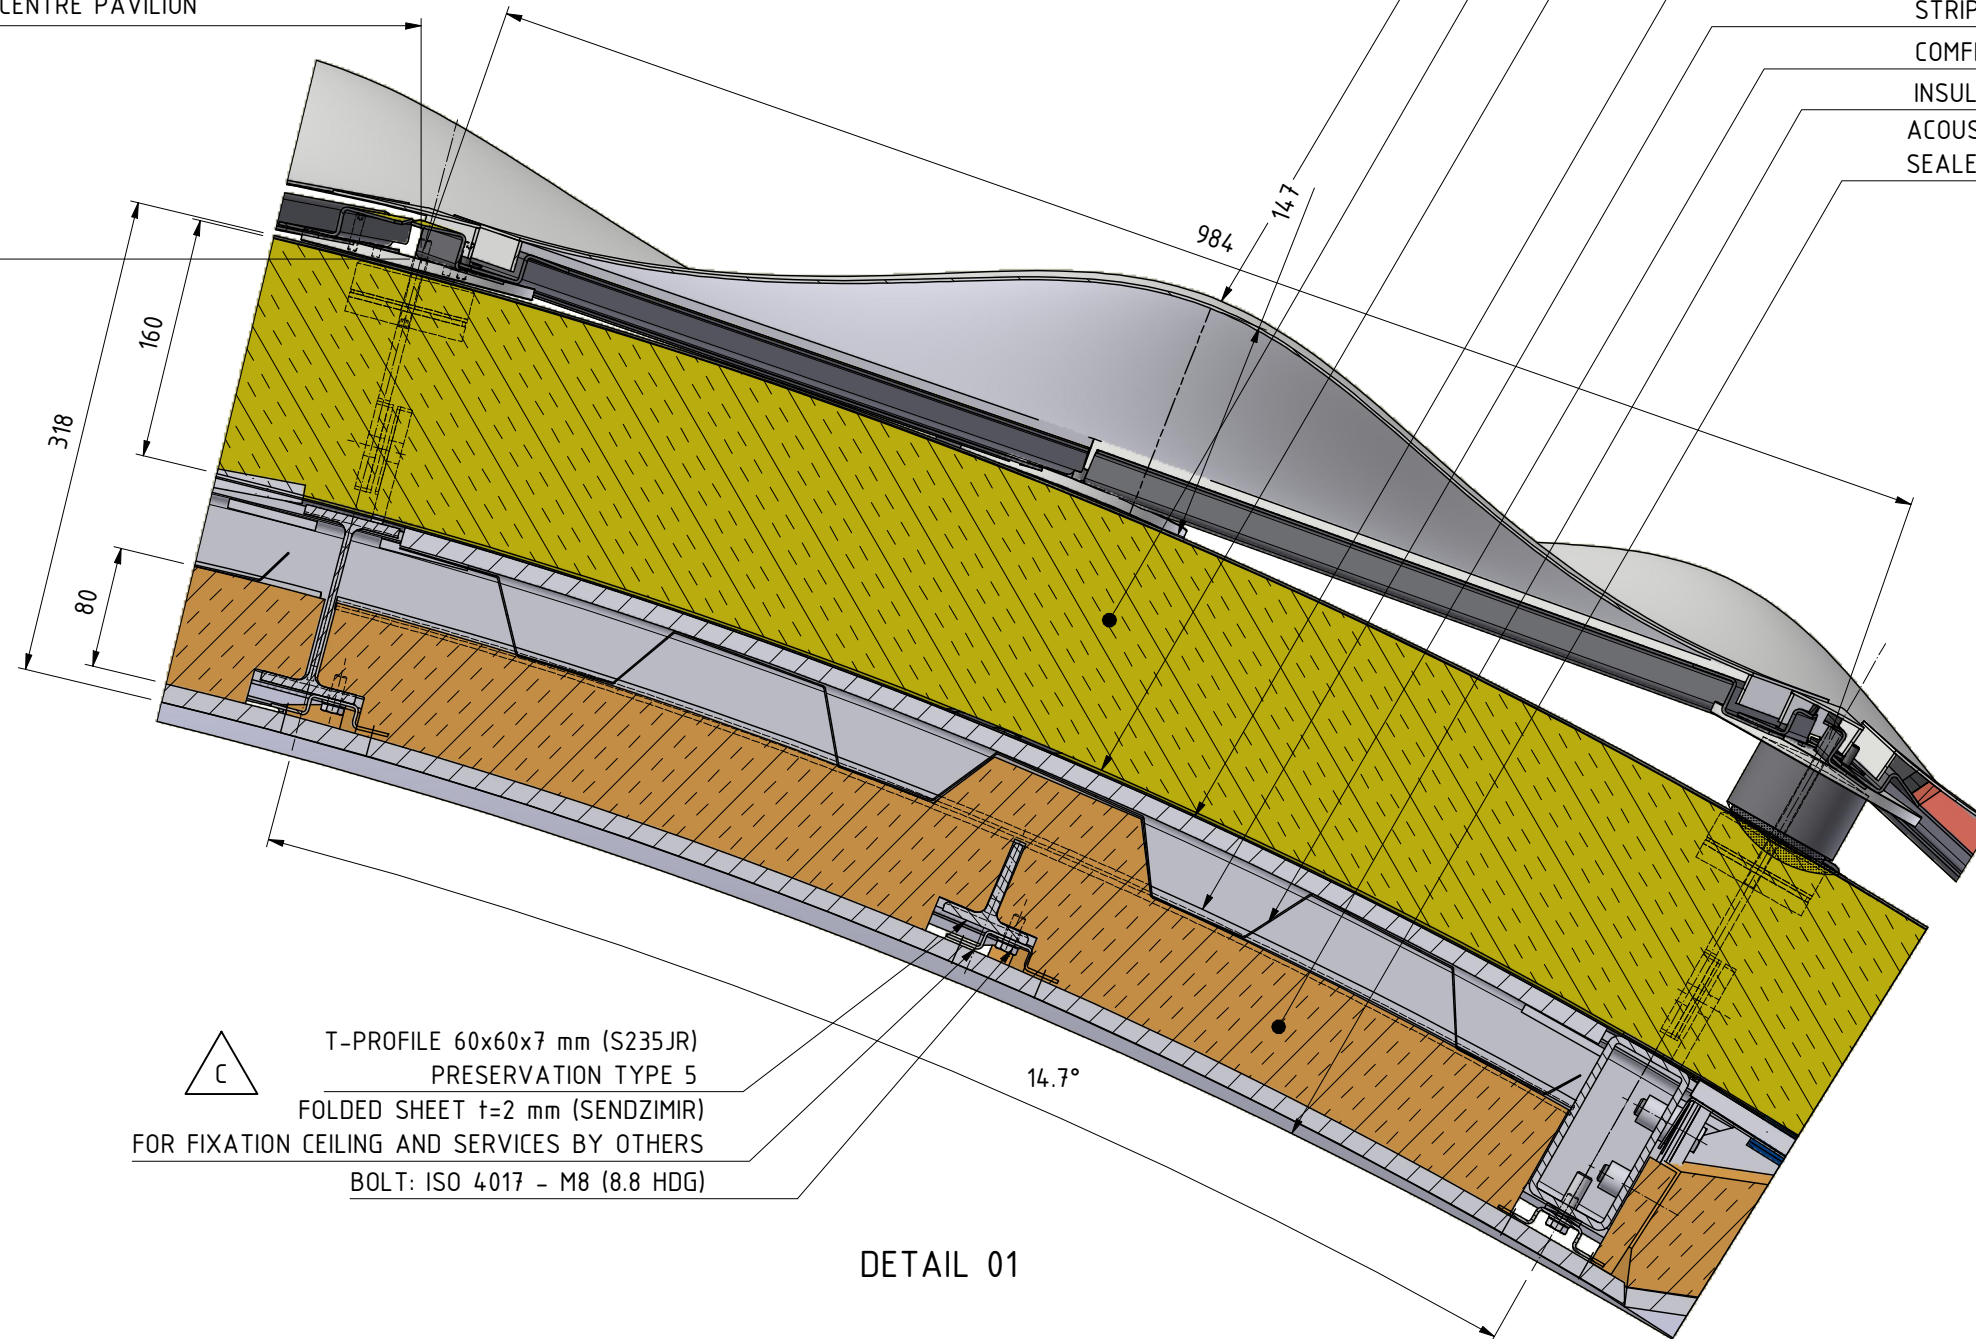 CENTRE PAVILION
STRIP
COMF
INSUL
ACOUS
SEALE
147
984
160
318
80
C
T-PROFILE 60x60x7 mm (S235JR)
PRESERVATION TYPE 5
FOLDED SHEET t=2 mm (SENDZIMIR)
FOR FIXATION CEILING AND SERVICES BY OTHERS
BOLT: ISO 4017 - M8 (8.8 HDG)
14.7°
DETAIL 01